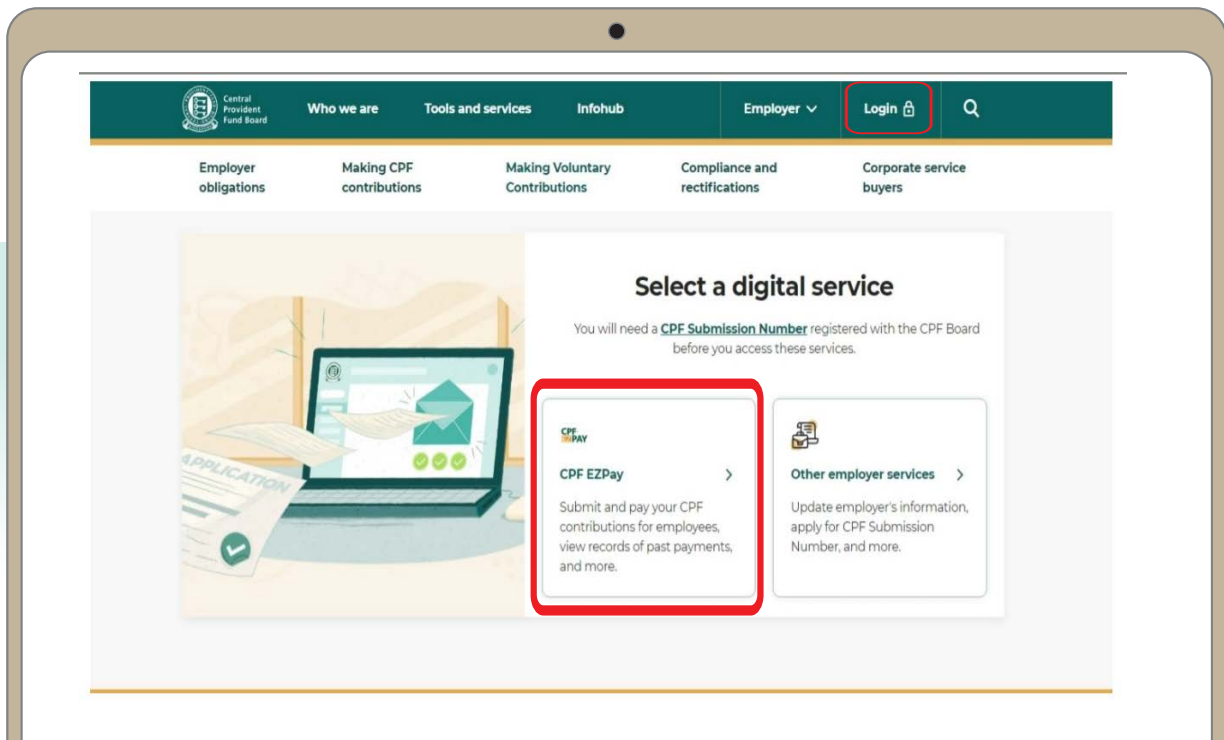 Central
Provident
Fund Board
Who we are
Tools and services
Infohub
Employer
Login
Employer
obligations
Making CPF
contributions
Making Voluntary
Contributions
Compliance and
rectifications
Corporate service
buyers
APPLICATION
Select a digital service
You will need a CPF Submission Number registered with the CPF Board
before you access these services.
CPF
EZPAY
CPF EZPay
Submit and pay your CPF
contributions for employees,
view records of past payments,
and more.
Other employer services
Update employer's information,
apply for CPF Submission
Number, and more.